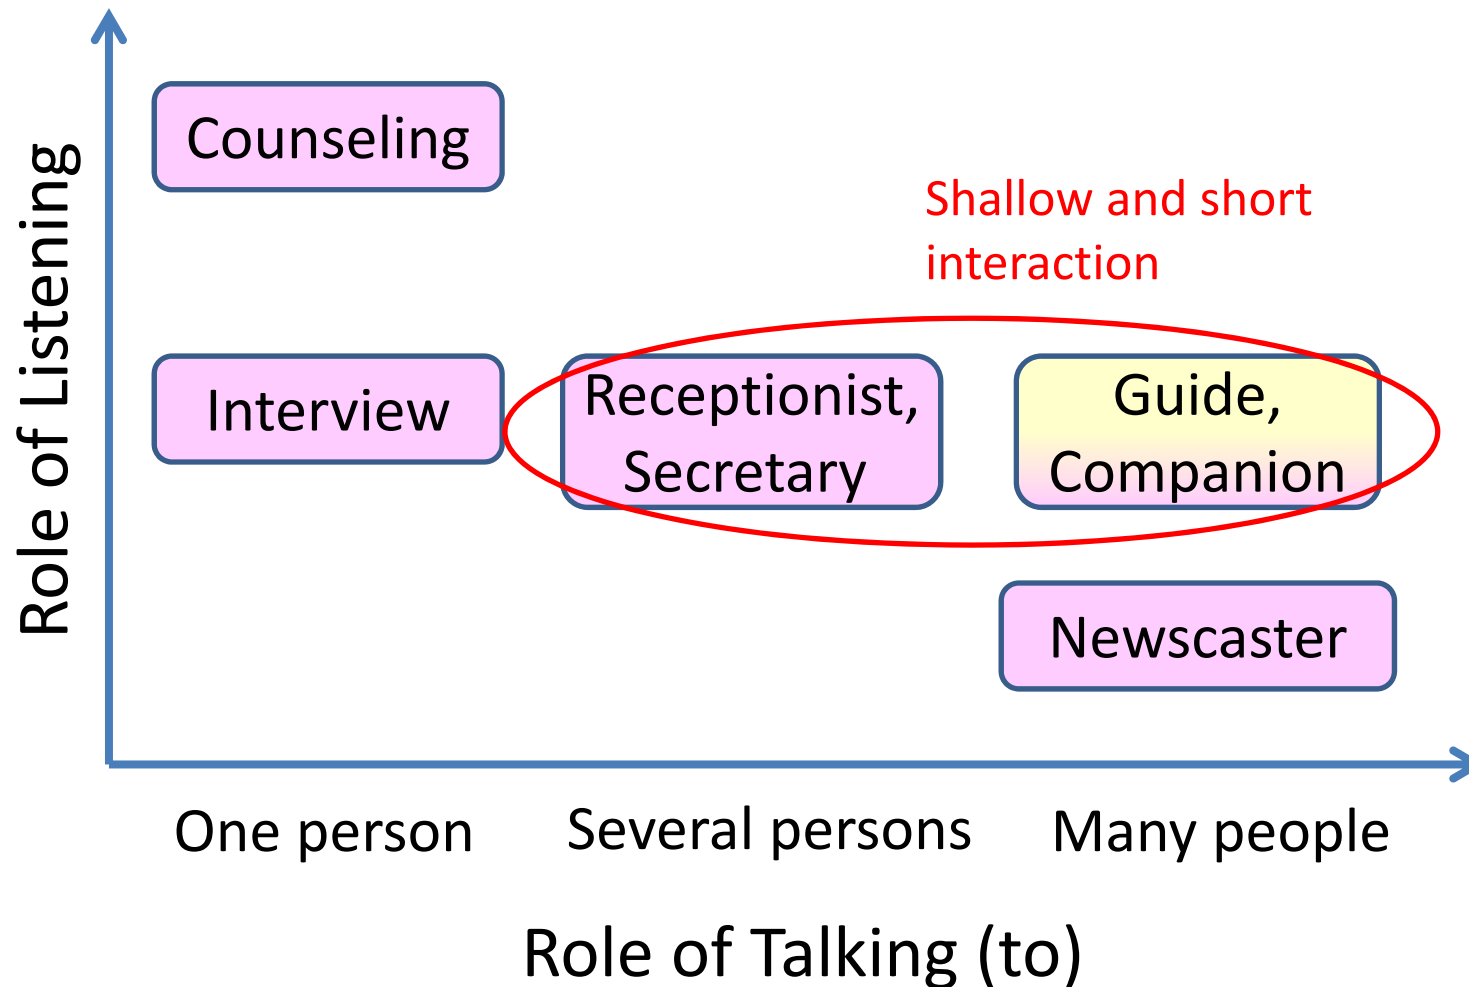 Counseling
Shallow and short
interaction
Role of Listening
Interview
Receptionist,
Secretary
Guide,
Companion
Newscaster
One person
Several persons
Many people
Role of Talking (to)